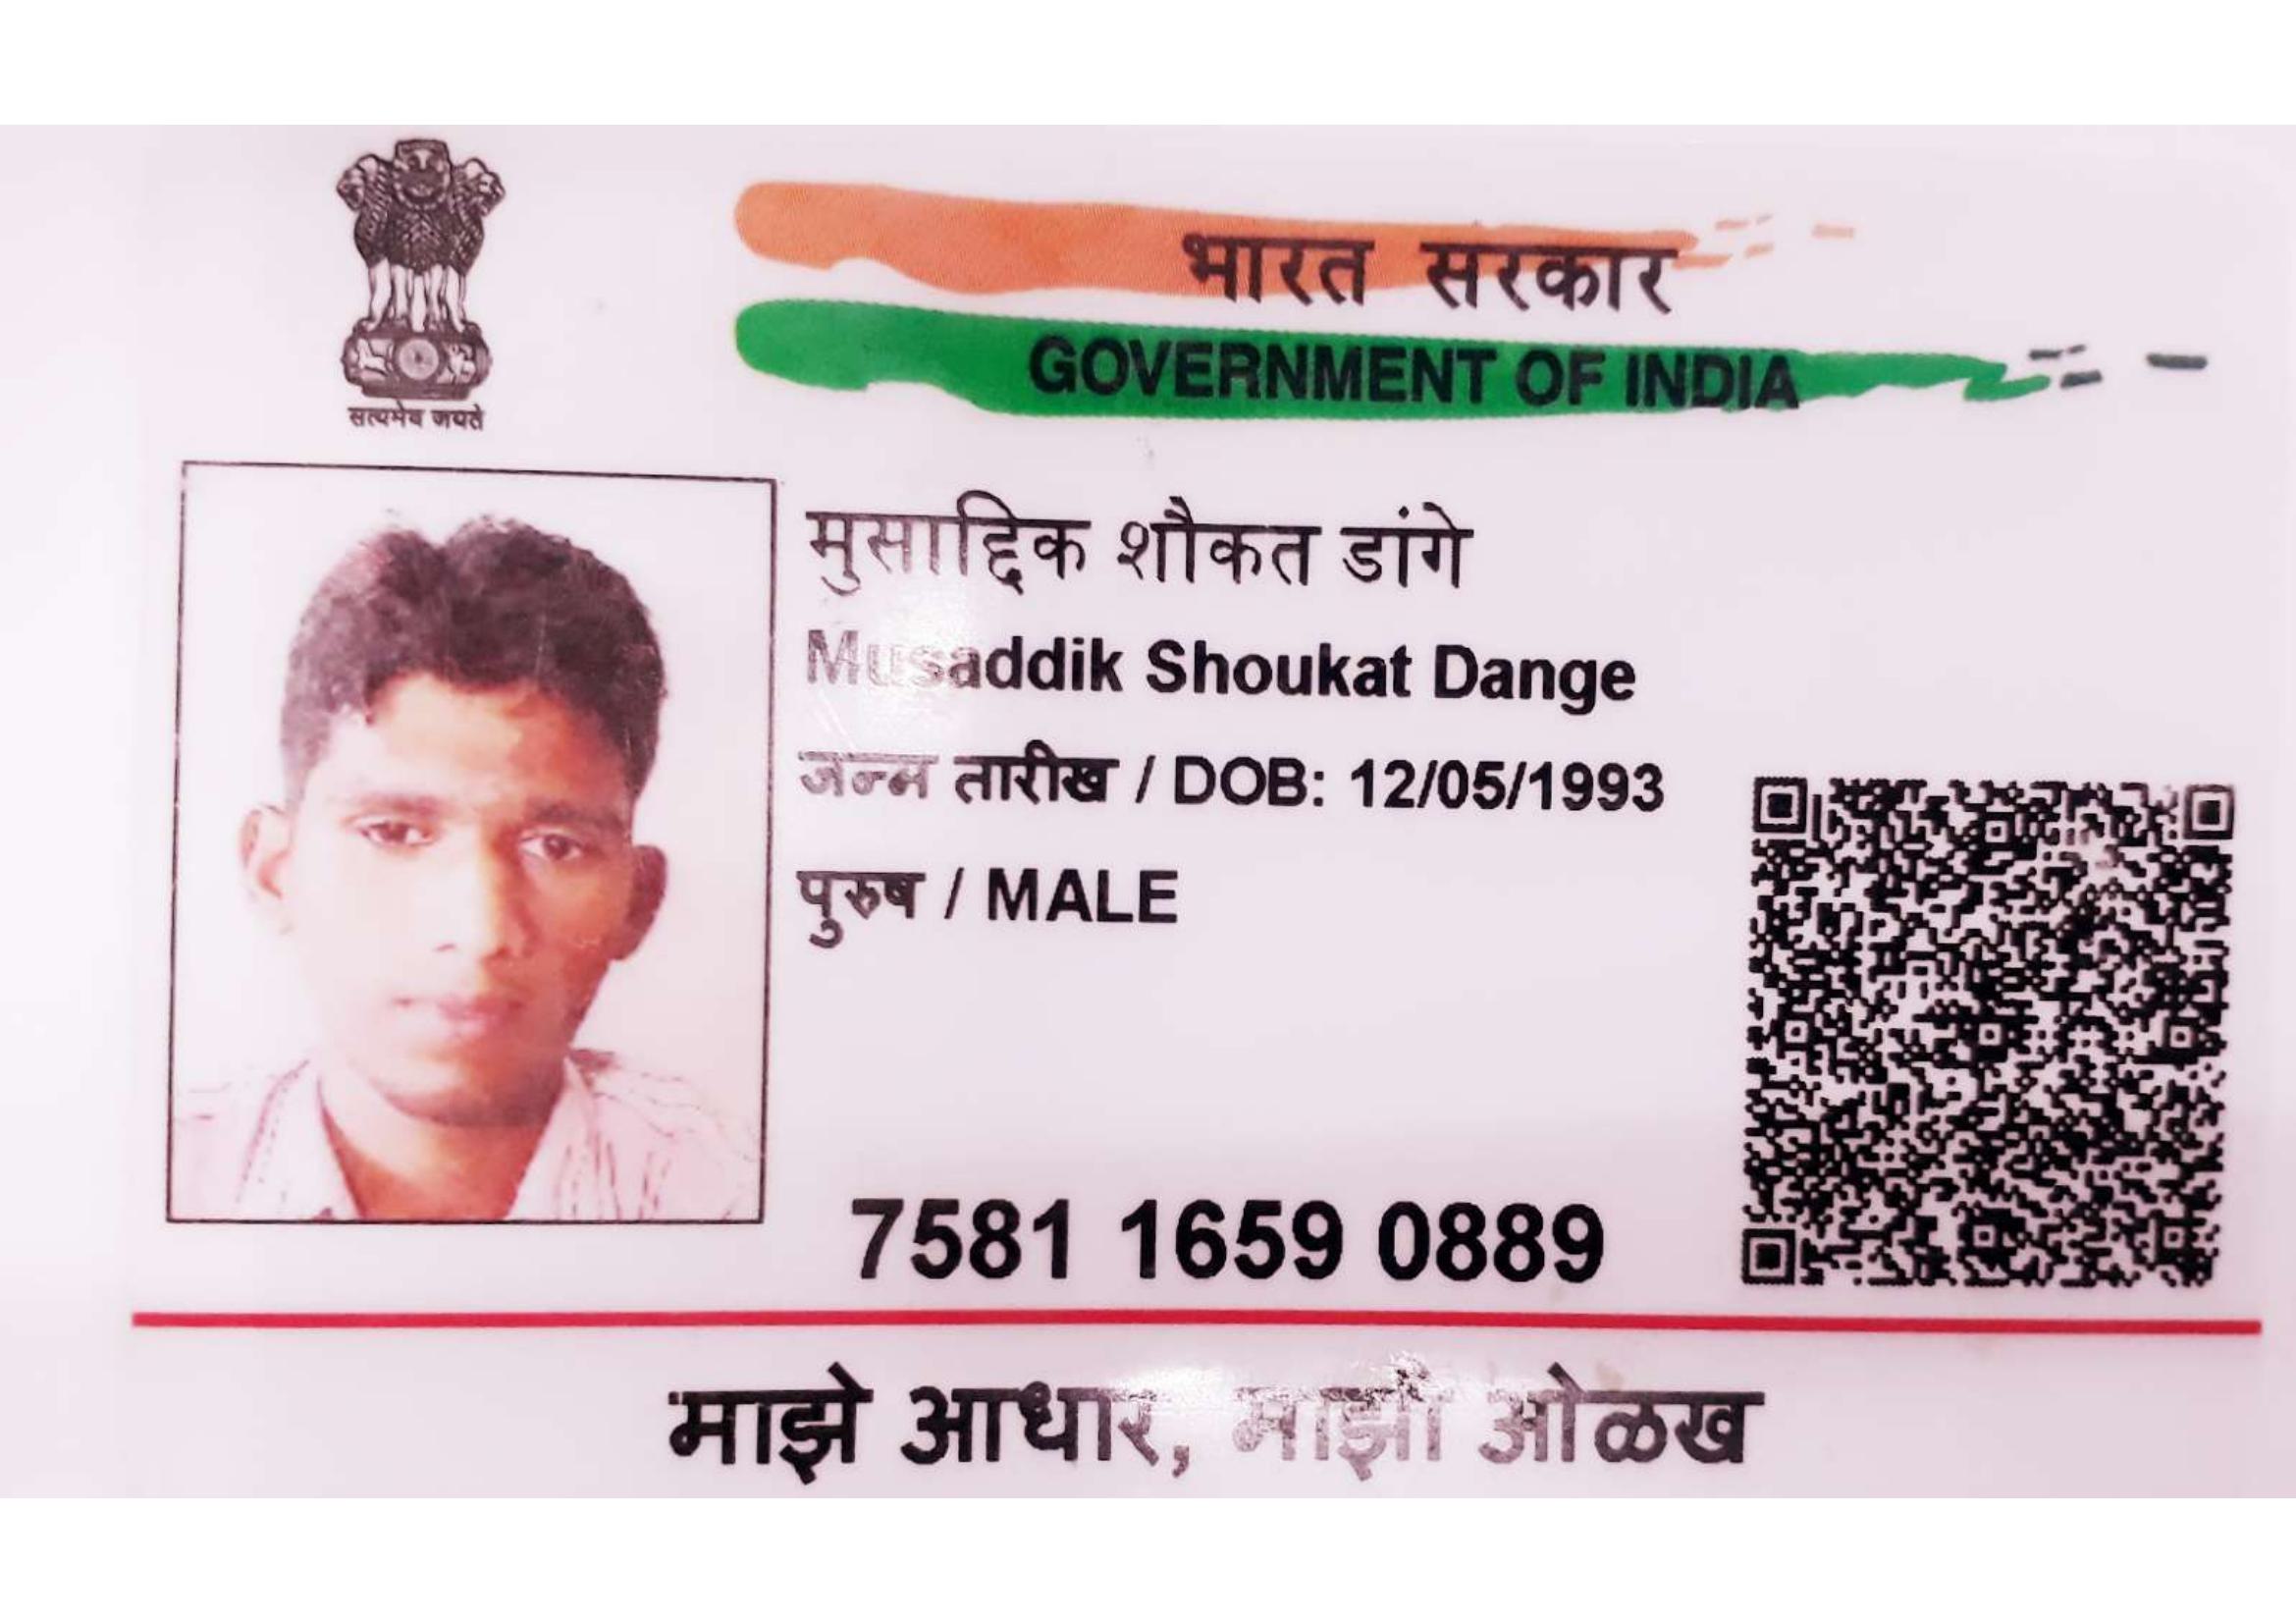 सत्यमेव जयते
भारत सरकार
GOVERNMENT OF INDIA
मुसाद्दिक शौकत डांगे
Musaddik Shoukat Dange
जन्म तारीख / DOB: 12/05/1993
पुरुष / MALE
7581 1659 0889
माझे आधार, माझी ओळख